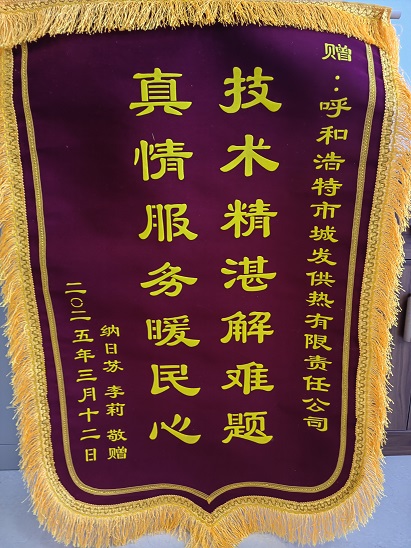 赠：呼和浩特市城发供热有限责任公司
技术精湛解难题
真情服务暖民心
纳日苏 李莉 敬赠
二〇二五年三月十二日